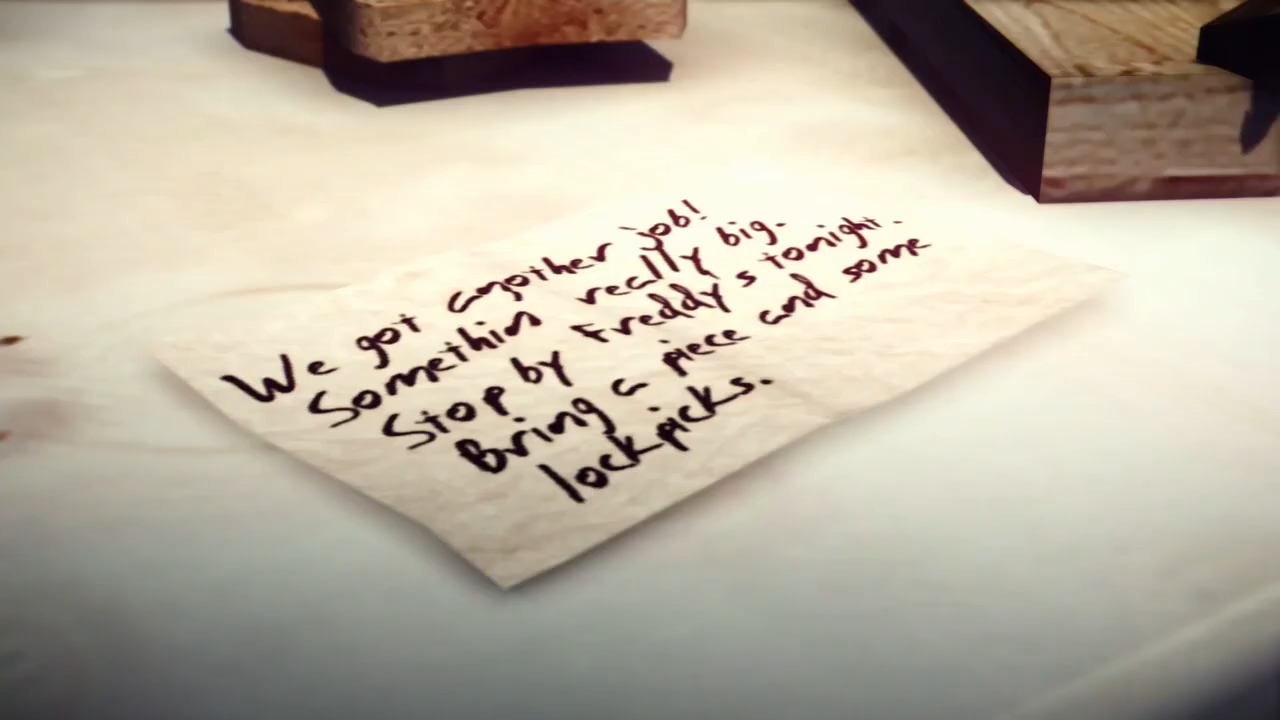 We got another job!
Somethin really big.
Stop by Freddy's tonight.
Bring a piece and some
lockpicks.